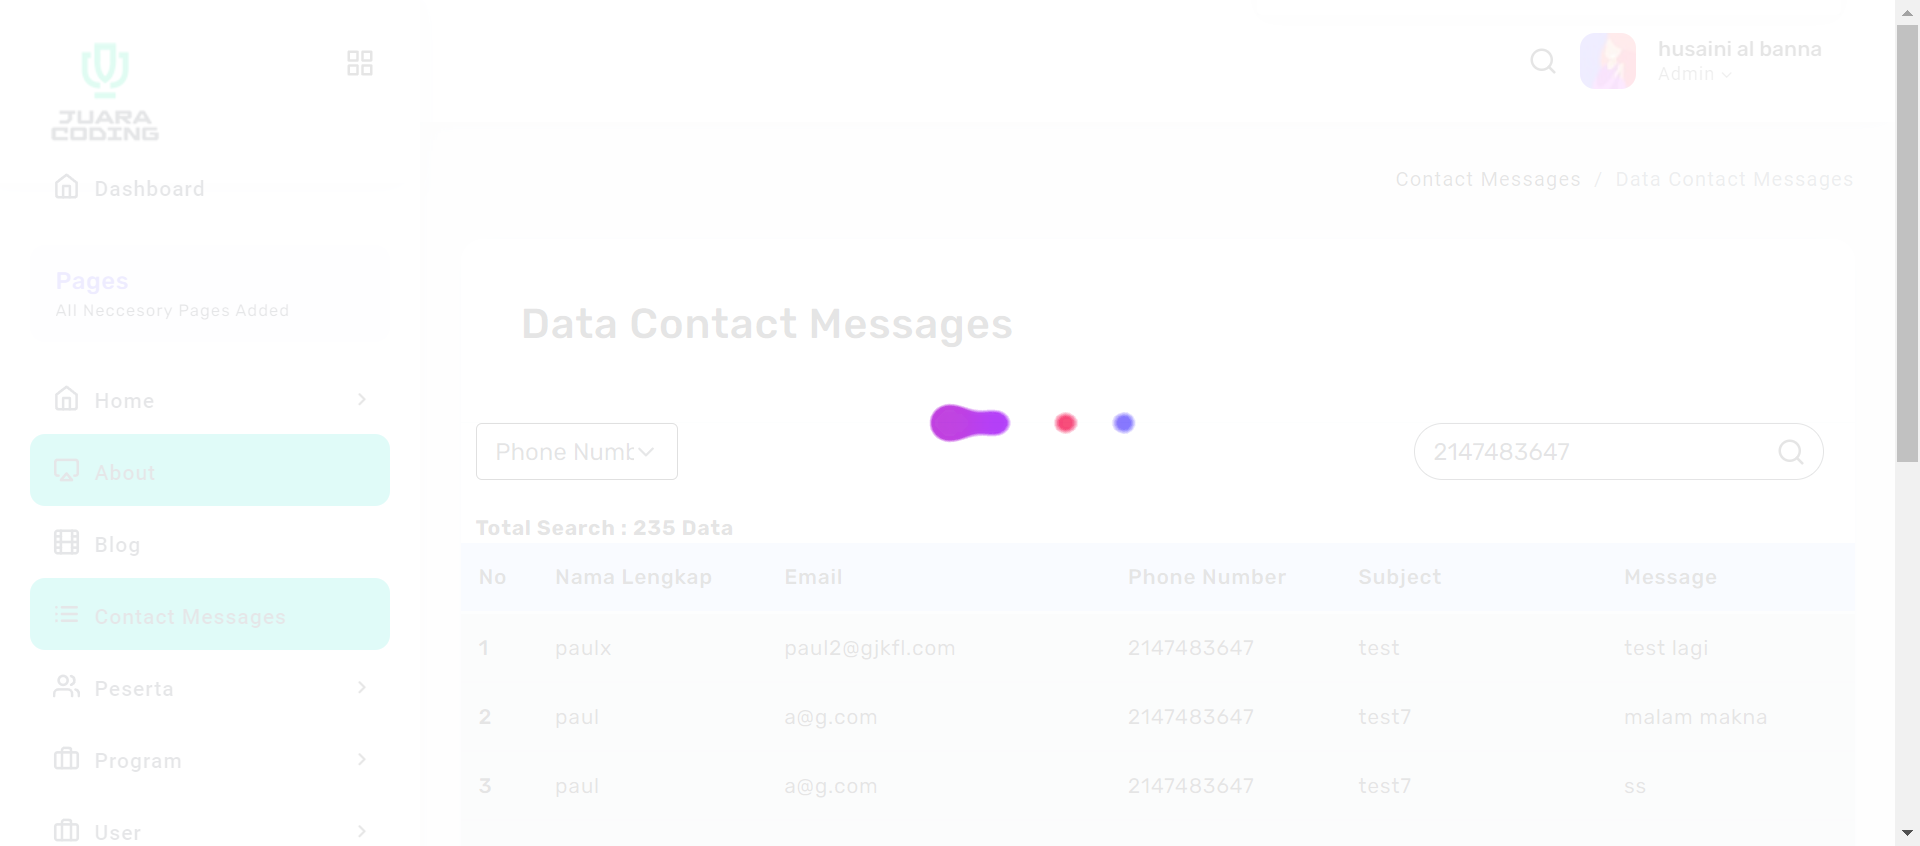 JUARA
CODING
husaini al banna
Admin
Dashboard
Contact Messages / Data Contact Messages
Pages
All Neccesory Pages Added
Data Contact Messages
Home
About
Blog
Contact Messages
Peserta
Program
User
Phone Numb
2147483647
Total Search : 235 Data
No Nama Lengkap Email Phone Number Subject Message
1 paulx paul2@gjkfl.com 2147483647 test test lagi
2 paul a@g.com 2147483647 test7 malam makna
3 paul a@g.com 2147483647 test7 ss